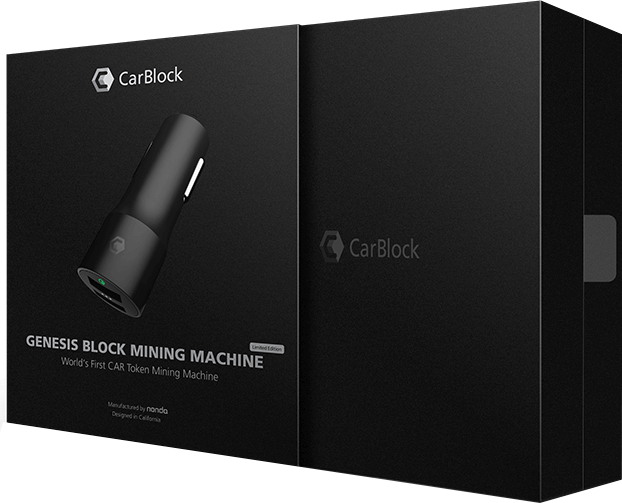 CarBlock
GENESIS BLOCK MINING MACHINE Limited Edition
World's First CAR Token Mining Machine
Manufactured by nonda
Designed in California
CarBlock